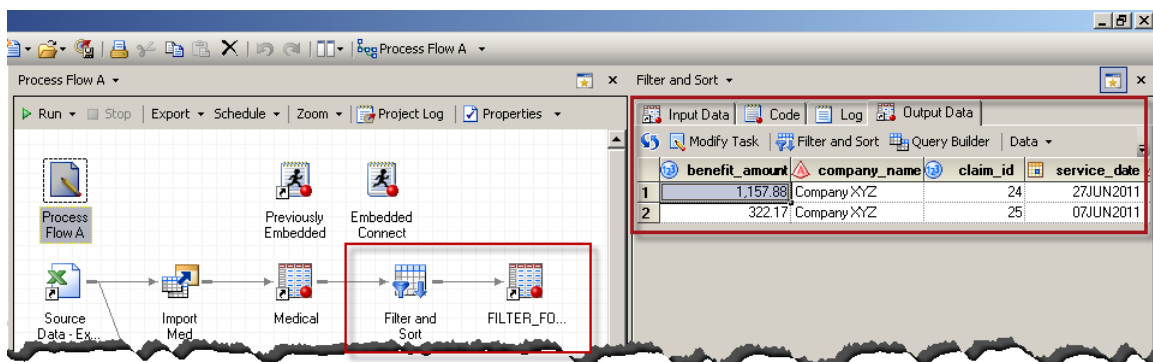 Process Flow A
Process Flow A
Filter and Sort
Run Stop Export Schedule Zoom Project Log Properties
Input Data Code Log Output Data
Modify Task Filter and Sort Query Builder Data
benefit_amount company_name claim_id service_date
1 1,157.88 Company XYZ 24 27JUN2011
2 322.17 Company XYZ 25 07JUN2011
Process
Flow A
Previously
Embedded
Embedded
Connect
Source
Data - Ex...
Import
Med
Medical
Filter and
Sort
FILTER_FO...